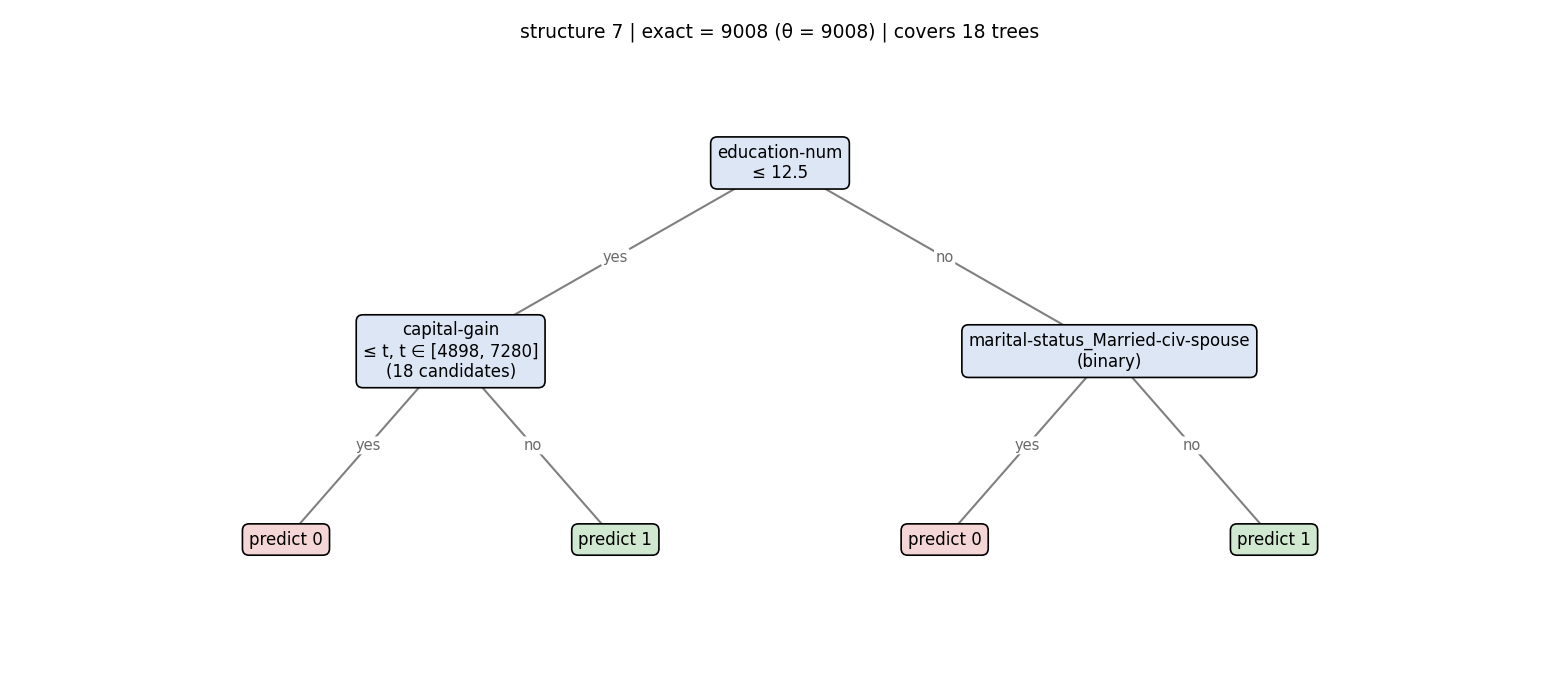 structure 7 | exact = 9008 (θ = 9008) | covers 18 trees
education-num
≤ 12.5
yes
no
capital-gain
≤ t, t ∈ [4898, 7280]
(18 candidates)
marital-status_Married-civ-spouse
(binary)
yes
no
yes
no
predict 0
predict 1
predict 0
predict 1